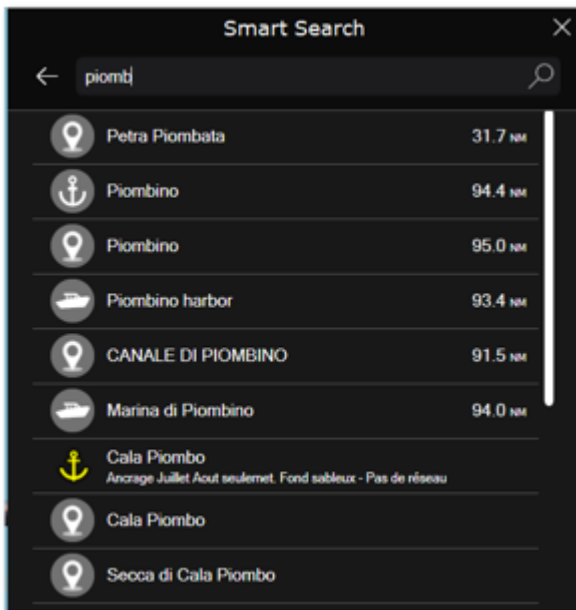 Smart Search
piomb
Petra Piombata 31.7 NM
Piombino 94.4 NM
Piombino 95.0 NM
Piombino harbor 93.4 NM
CANALE DI PIOMBINO 91.5 NM
Marina di Piombino 94.0 NM
Cala Piombo
Ancrage Juillet Aout seulemet. Fond sableux - Pas de réseau
Cala Piombo
Secca di Cala Piombo